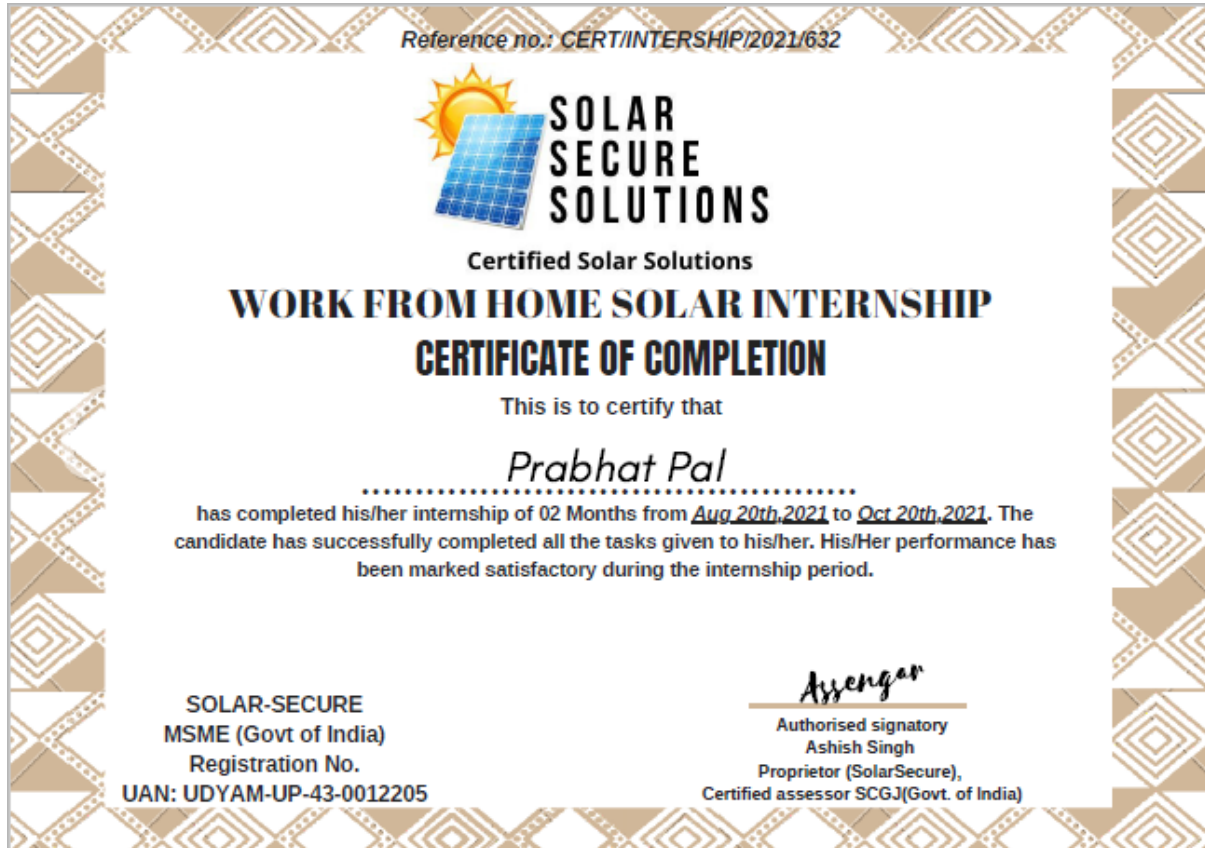 Reference no.: CERT/INTERSHIP/2021/632
SOLAR
SECURE
SOLUTIONS
Certified Solar Solutions
WORK FROM HOME SOLAR INTERNSHIP
CERTIFICATE OF COMPLETION
This is to certify that
Prabhat Pal
has completed his/her internship of 02 Months from Aug 20th,2021 to Oct 20th,2021. The
candidate has successfully completed all the tasks given to his/her. His/Her performance has
been marked satisfactory during the internship period.
SOLAR-SECURE
MSME (Govt of India)
Registration No.
UAN: UDYAM-UP-43-0012205
Assengar
Authorised signatory
Ashish Singh
Proprietor (SolarSecure),
Certified assessor SCGJ(Govt. of India)